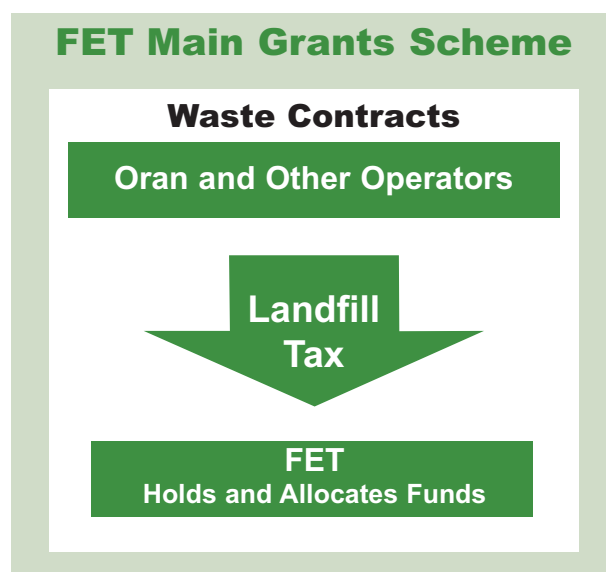 FET Main Grants Scheme
Waste Contracts
Oran and Other Operators
Landfill
Tax
FET
Holds and Allocates Funds